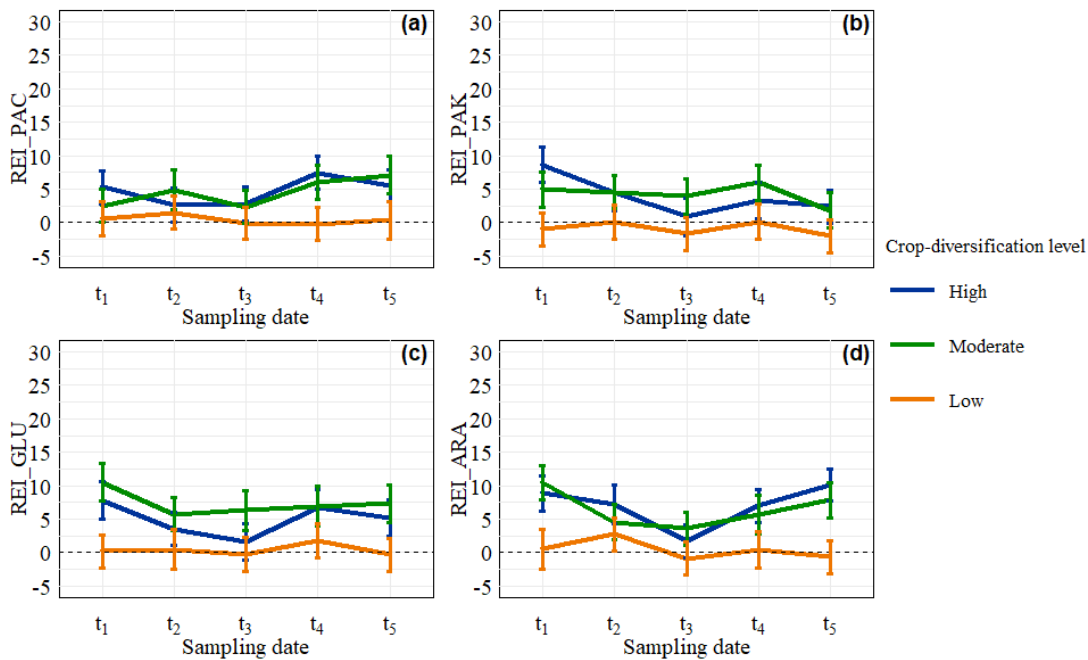 (a)
REI_PAC
30
25
20
15
10
5
0
-5
t1 t2 t3 t4 t5
Sampling date
(b)
REI_PAK
30
25
20
15
10
5
0
-5
t1 t2 t3 t4 t5
Sampling date
(c)
REI_GLU
30
25
20
15
10
5
0
-5
t1 t2 t3 t4 t5
Sampling date
(d)
REI_ARA
30
25
20
15
10
5
0
-5
t1 t2 t3 t4 t5
Sampling date
Crop-diversification level
High
Moderate
Low